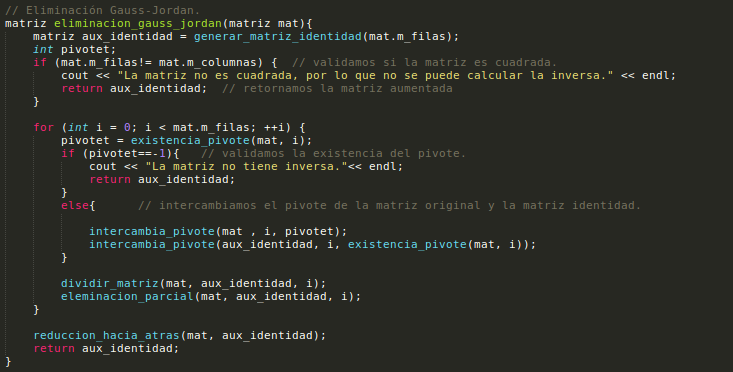 // Eliminación Gauss-Jordan.
matriz eliminacion_gauss_jordan(matriz mat){
    matriz aux_identidad = generar_matriz_identidad(mat.m_filas);
    int pivotet;
    if (mat.m_filas!= mat.m_columnas) {  // validamos si la matriz es cuadrada.
        cout << "La matriz no es cuadrada, por lo que no se puede calcular la inversa." << endl;
        return aux_identidad;  // retornamos la matriz aumentada
    }

    for (int i = 0; i < mat.m_filas; ++i) {
        pivotet = existencia_pivote(mat, i);
        if (pivotet==-1){   // validamos la existencia del pivote.
            cout << "La matriz no tiene inversa."<< endl;
            return aux_identidad;
        }
        else{      // intercambiamos el pivote de la matriz original y la matriz identidad.

            intercambia_pivote(mat , i, pivotet);
            intercambia_pivote(aux_identidad, i, existencia_pivote(mat, i));
        }

        dividir_matriz(mat, aux_identidad, i);
        eleminacion_parcial(mat, aux_identidad, i);
    }

    reduccion_hacia_atras(mat, aux_identidad);
    return aux_identidad;
}